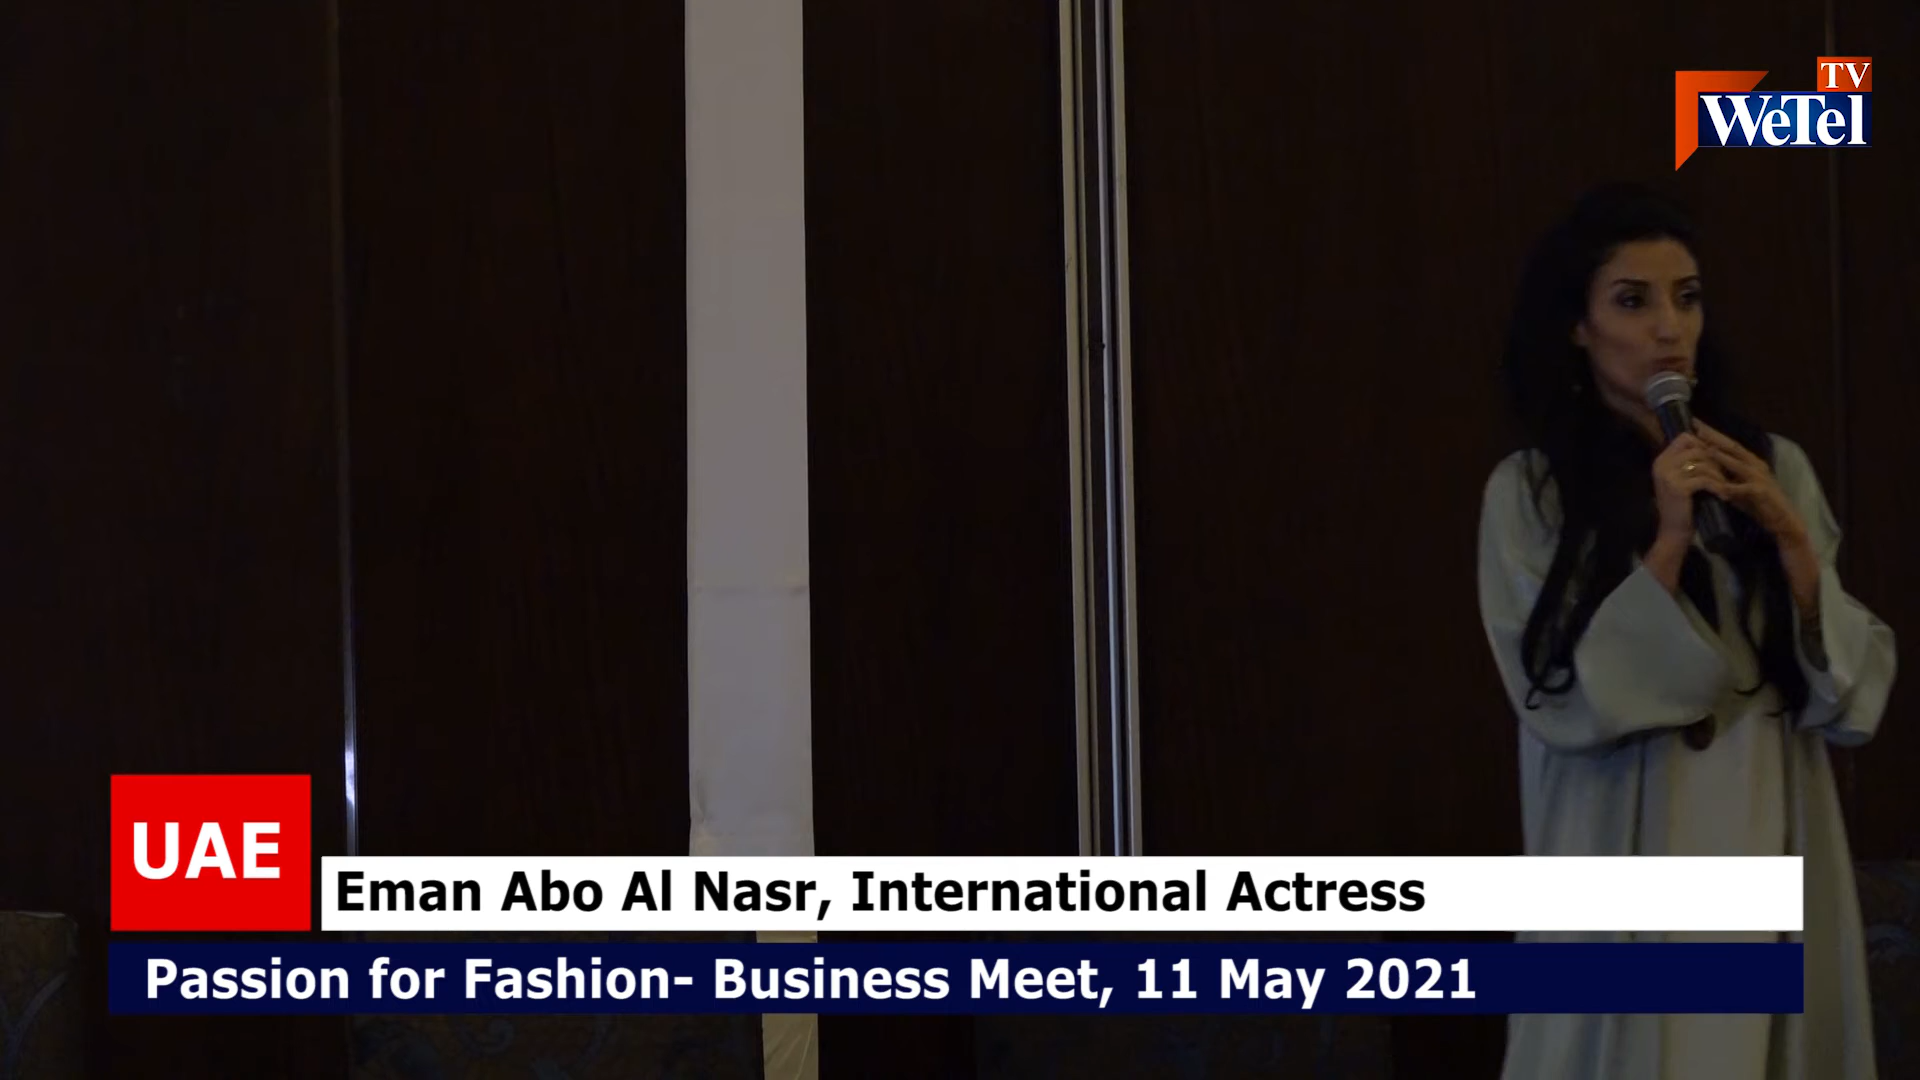 TV
WeTel
UAE
Eman Abo Al Nasr, International Actress
Passion for Fashion- Business Meet, 11 May 2021